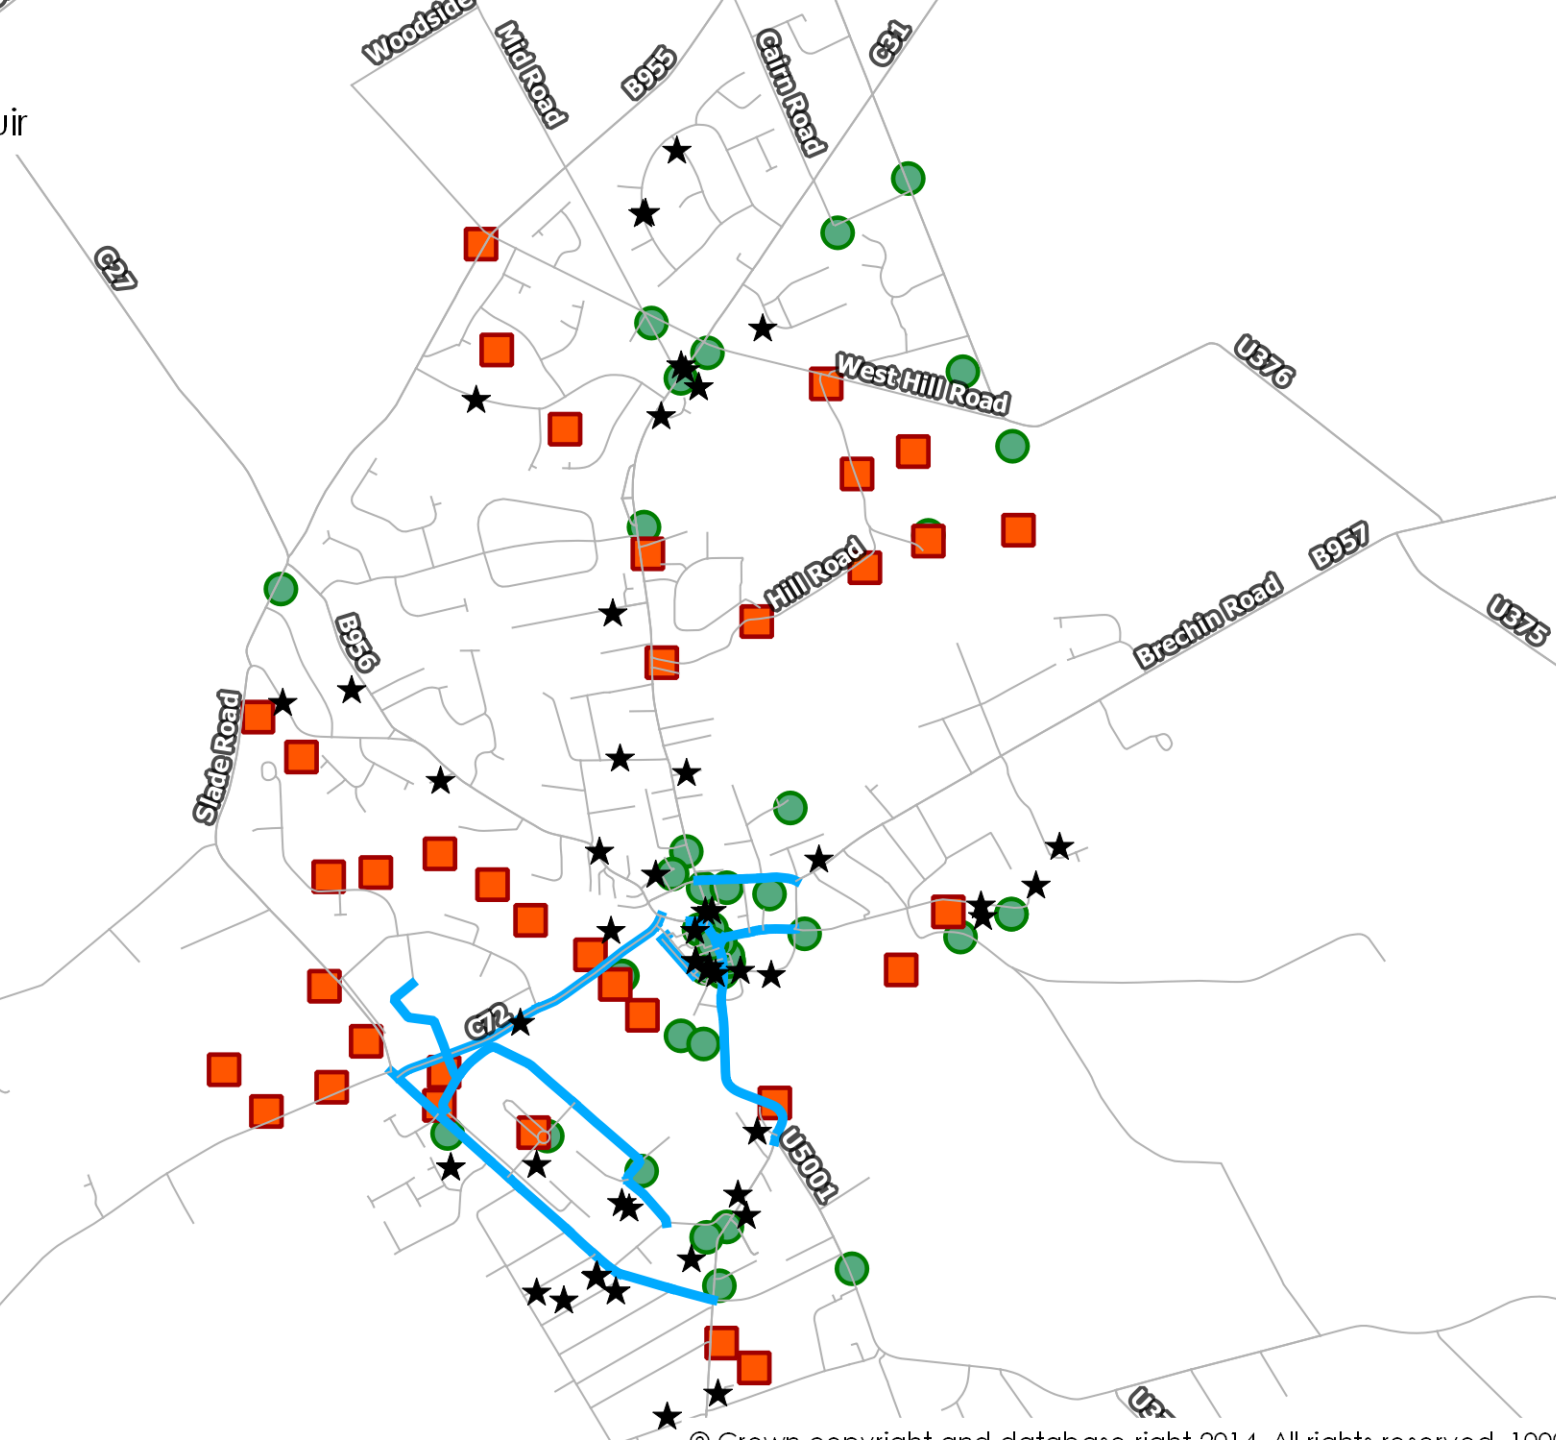 Woodside
Mid Road
B955
Cairn Road
C31
uir
C27
West Hill Road
U376
B957
Hill Road
Brechin Road
U375
B956
Slade Road
C72
U5001
© Crown copyright and database right 2014. All rights reserved.